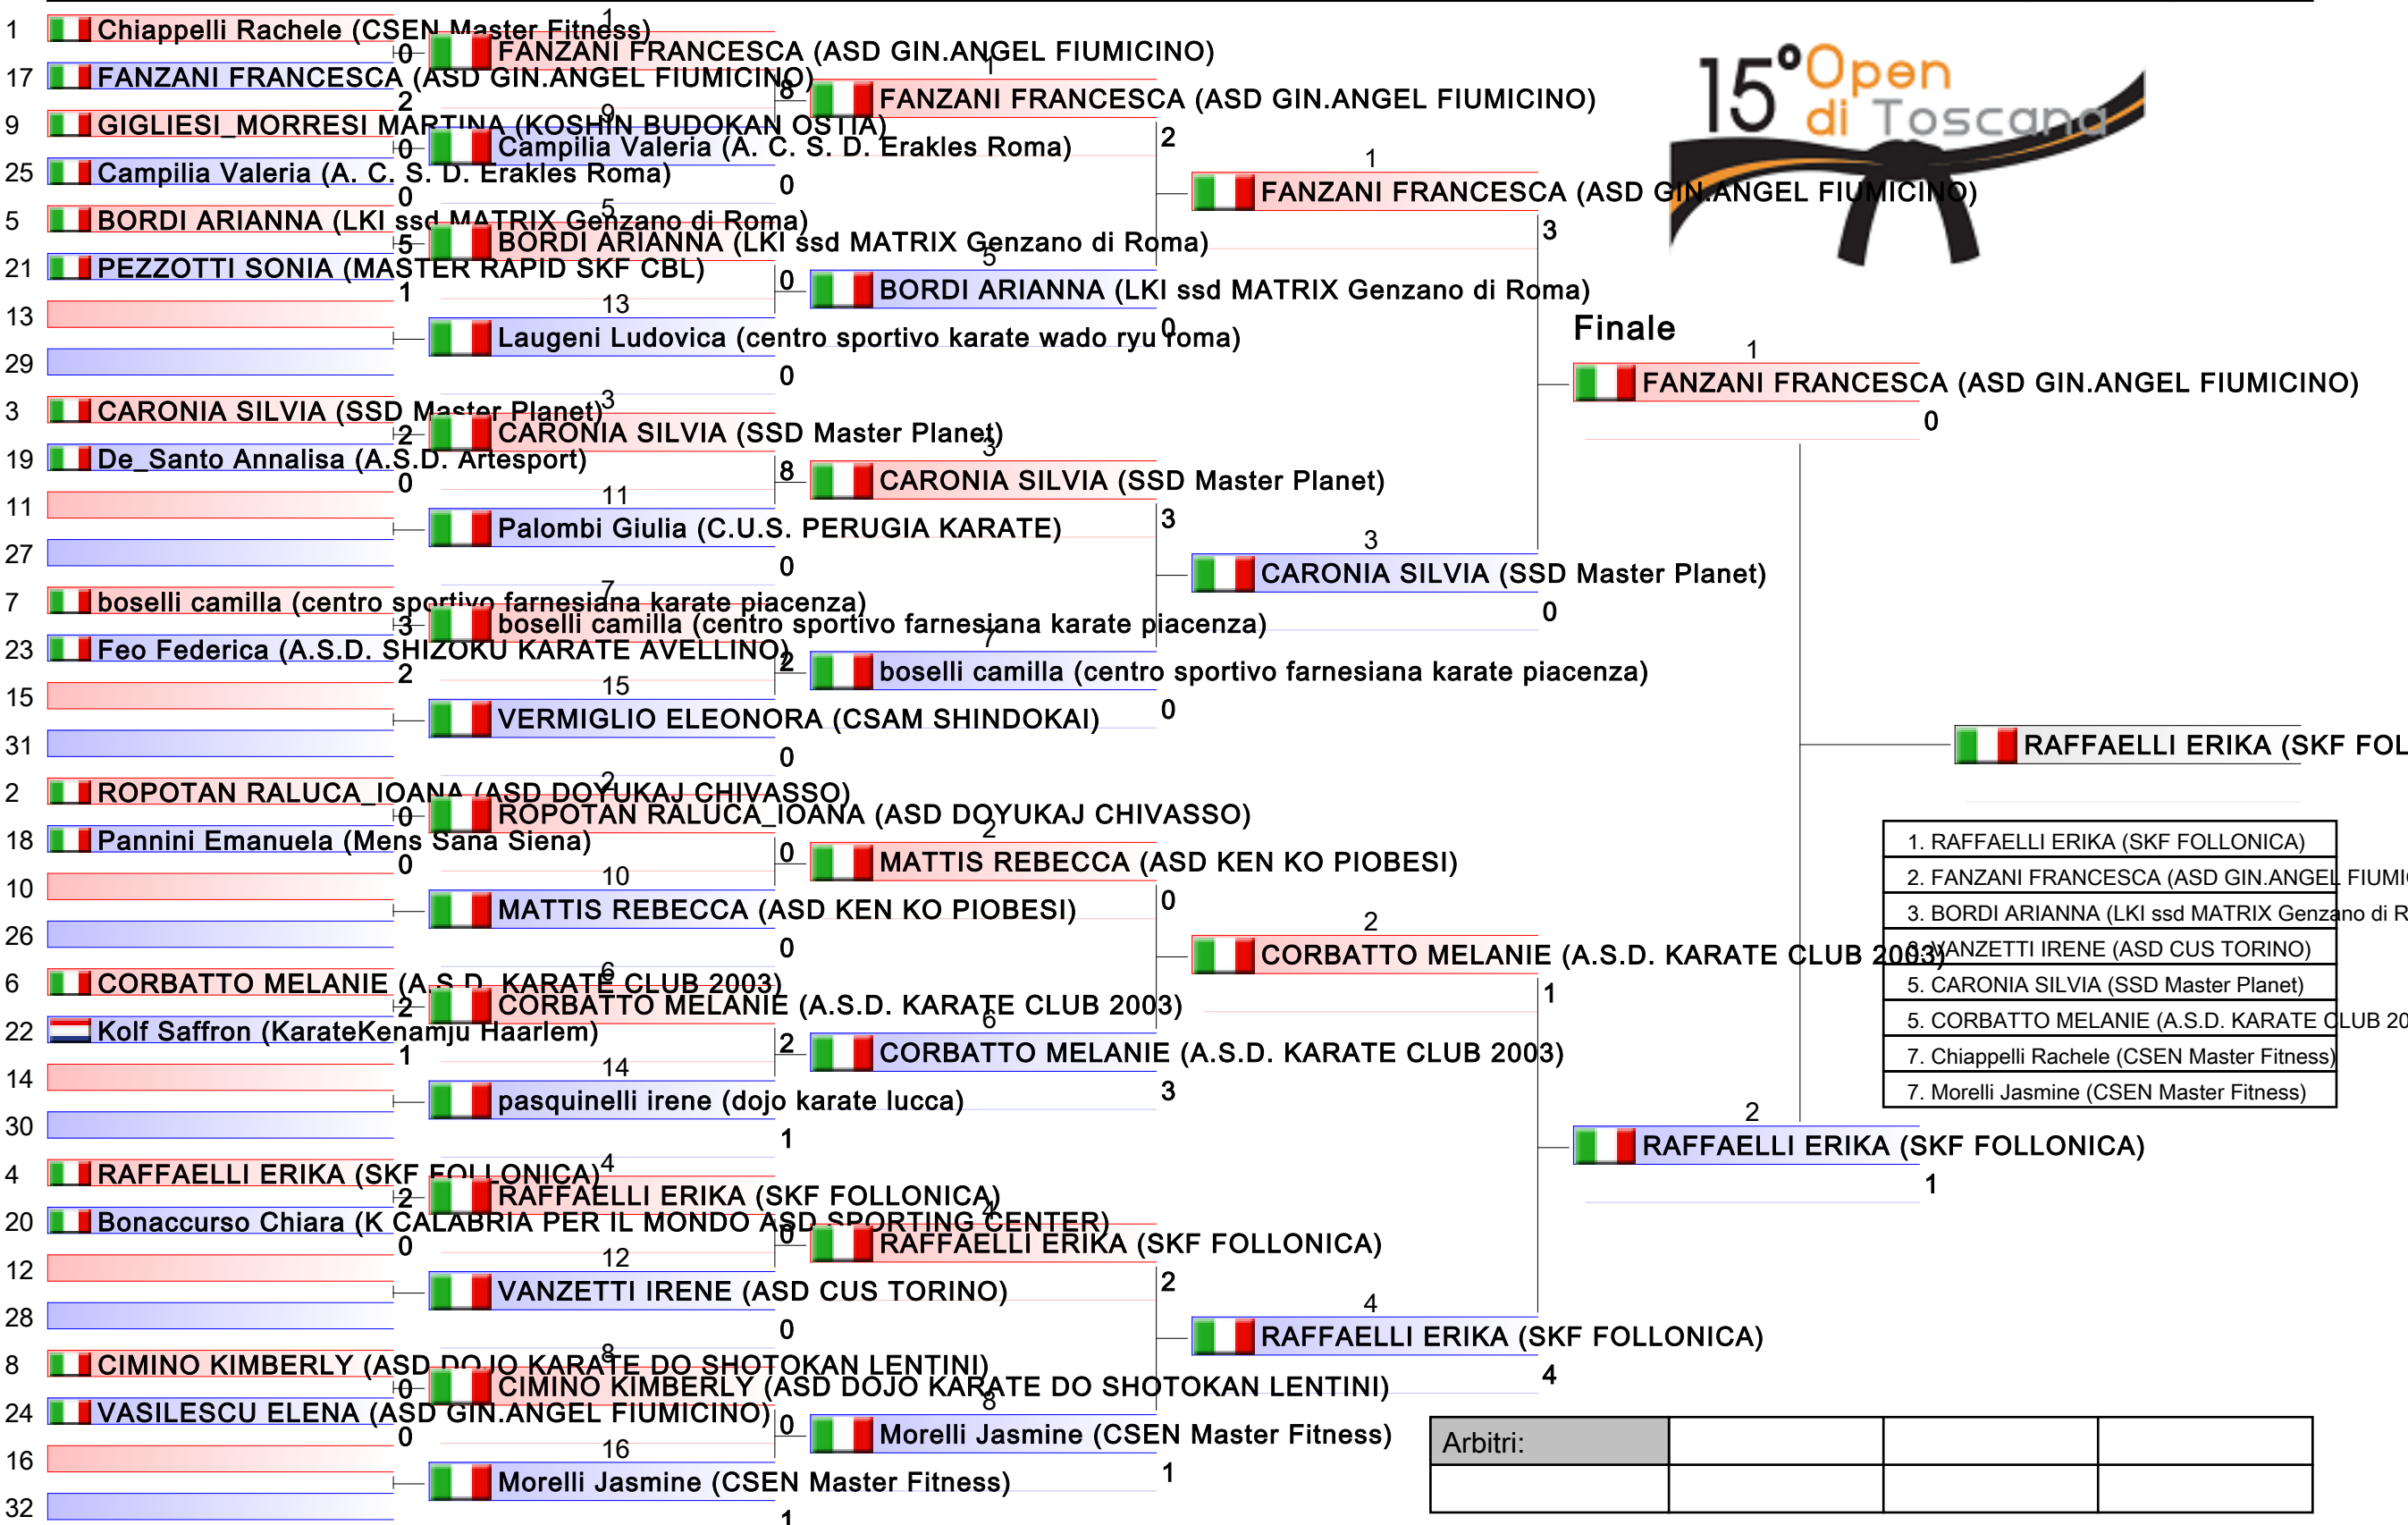 1 Chiappelli Rachele (CSEN Master Fitness)
0
17 FANZANI FRANCESCA (ASD GIN.ANGEL FIUMICINO)
2
9 GIGLIESI_MORRESI MARTINA (KOSHIN BUDOKAN OSTIA)
0
25 Campilia Valeria (A. C. S. D. Erakles Roma)
0
5 BORDI ARIANNA (LKI ssd MATRIX Genzano di Roma)
5
21 PEZZOTTI SONIA (MASTER RAPID SKF CBL)
1
13
29
3 CARONIA SILVIA (SSD Master Planet)
2
19 De_Santo Annalisa (A.S.D. Artesport)
0
11
27
7 boselli camilla (centro sportivo farnesiana karate piacenza)
3
23 Feo Federica (A.S.D. SHIZOKU KARATE AVELLINO)
2
15
31
2 ROPOTAN RALUCA_IOANA (ASD DOYUKAJ CHIVASSO)
0
18 Pannini Emanuela (Mens Sana Siena)
0
10
26
6 CORBATTO MELANIE (A.S.D. KARATE CLUB 2003)
2
22 Kolf Saffron (KarateKenamju Haarlem)
1
14
30
4 RAFFAELLI ERIKA (SKF FOLLONICA)
2
20 Bonaccurso Chiara (K CALABRIA PER IL MONDO ASD SPORTING CENTER)
0
12
28
8 CIMINO KIMBERLY (ASD DOJO KARATE DO SHOTOKAN LENTINI)
0
24 VASILESCU ELENA (ASD GIN.ANGEL FIUMICINO)
0
16
32
1
FANZANI FRANCESCA (ASD GIN.ANGEL FIUMICINO)
8
9
Campilia Valeria (A. C. S. D. Erakles Roma)
0
5
BORDI ARIANNA (LKI ssd MATRIX Genzano di Roma)
0
13
Laugeni Ludovica (centro sportivo karate wado ryu roma)
0
3
CARONIA SILVIA (SSD Master Planet)
8
11
Palombi Giulia (C.U.S. PERUGIA KARATE)
0
7
boselli camilla (centro sportivo farnesiana karate piacenza)
2
15
VERMIGLIO ELEONORA (CSAM SHINDOKAI)
0
2
ROPOTAN RALUCA_IOANA (ASD DOYUKAJ CHIVASSO)
0
10
MATTIS REBECCA (ASD KEN KO PIOBESI)
0
6
CORBATTO MELANIE (A.S.D. KARATE CLUB 2003)
2
14
pasquinelli irene (dojo karate lucca)
1
4
RAFFAELLI ERIKA (SKF FOLLONICA)
0
12
VANZETTI IRENE (ASD CUS TORINO)
0
8
CIMINO KIMBERLY (ASD DOJO KARATE DO SHOTOKAN LENTINI)
0
16
Morelli Jasmine (CSEN Master Fitness)
1
1
FANZANI FRANCESCA (ASD GIN.ANGEL FIUMICINO)
2
5
BORDI ARIANNA (LKI ssd MATRIX Genzano di Roma)
0
3
CARONIA SILVIA (SSD Master Planet)
3
7
boselli camilla (centro sportivo farnesiana karate piacenza)
0
2
MATTIS REBECCA (ASD KEN KO PIOBESI)
0
6
CORBATTO MELANIE (A.S.D. KARATE CLUB 2003)
3
4
RAFFAELLI ERIKA (SKF FOLLONICA)
2
8
Morelli Jasmine (CSEN Master Fitness)
1
1
FANZANI FRANCESCA (ASD GIN.ANGEL FIUMICINO)
3
3
CARONIA SILVIA (SSD Master Planet)
0
2
CORBATTO MELANIE (A.S.D. KARATE CLUB 2003)
1
4
RAFFAELLI ERIKA (SKF FOLLONICA)
4
15° Open
di Toscana
Finale
1
FANZANI FRANCESCA (ASD GIN.ANGEL FIUMICINO)
0
2
RAFFAELLI ERIKA (SKF FOLLONICA)
1
RAFFAELLI ERIKA (SKF FOL
1. RAFFAELLI ERIKA (SKF FOLLONICA)
2. FANZANI FRANCESCA (ASD GIN.ANGEL FIUMI
3. BORDI ARIANNA (LKI ssd MATRIX Genzano di R
3. VANZETTI IRENE (ASD CUS TORINO)
5. CARONIA SILVIA (SSD Master Planet)
5. CORBATTO MELANIE (A.S.D. KARATE CLUB 20
7. Chiappelli Rachele (CSEN Master Fitness)
7. Morelli Jasmine (CSEN Master Fitness)
Arbitri: